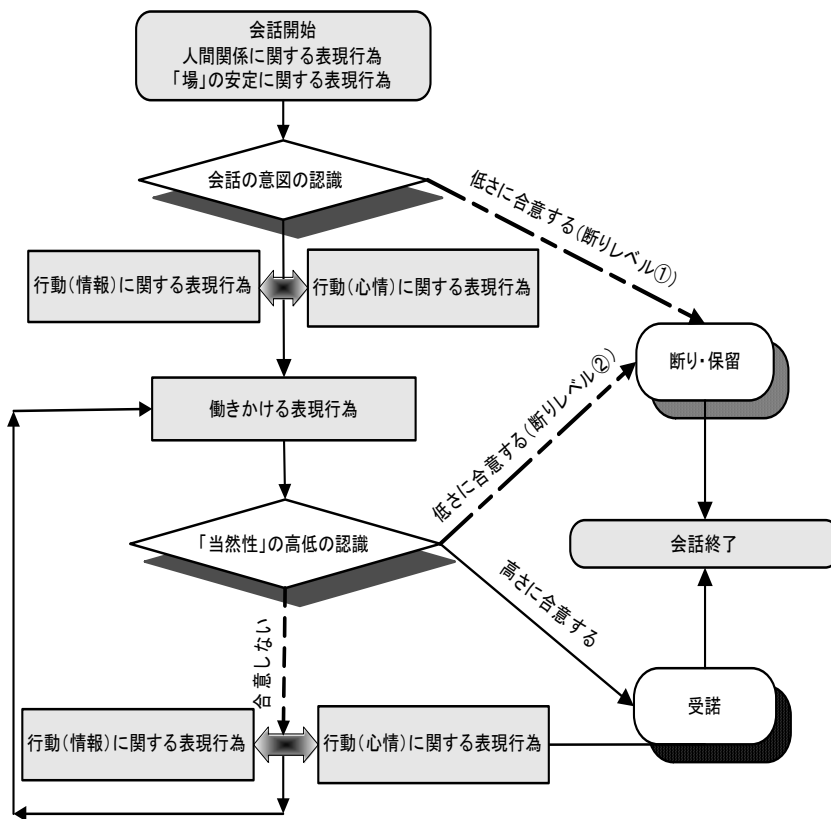 会話開始
人間関係に関する表現行為
「場」の安定に関する表現行為
会話の意図の認識
低さに合意する(断りレベル①)
行動(情報)に関する表現行為
行動(心情)に関する表現行為
断り・保留
働きかける表現行為
低さに合意する(断りレベル②)
「当然性」の高低の認識
会話終了
高さに合意する
合意しない
受諾
行動(情報)に関する表現行為
行動(心情)に関する表現行為